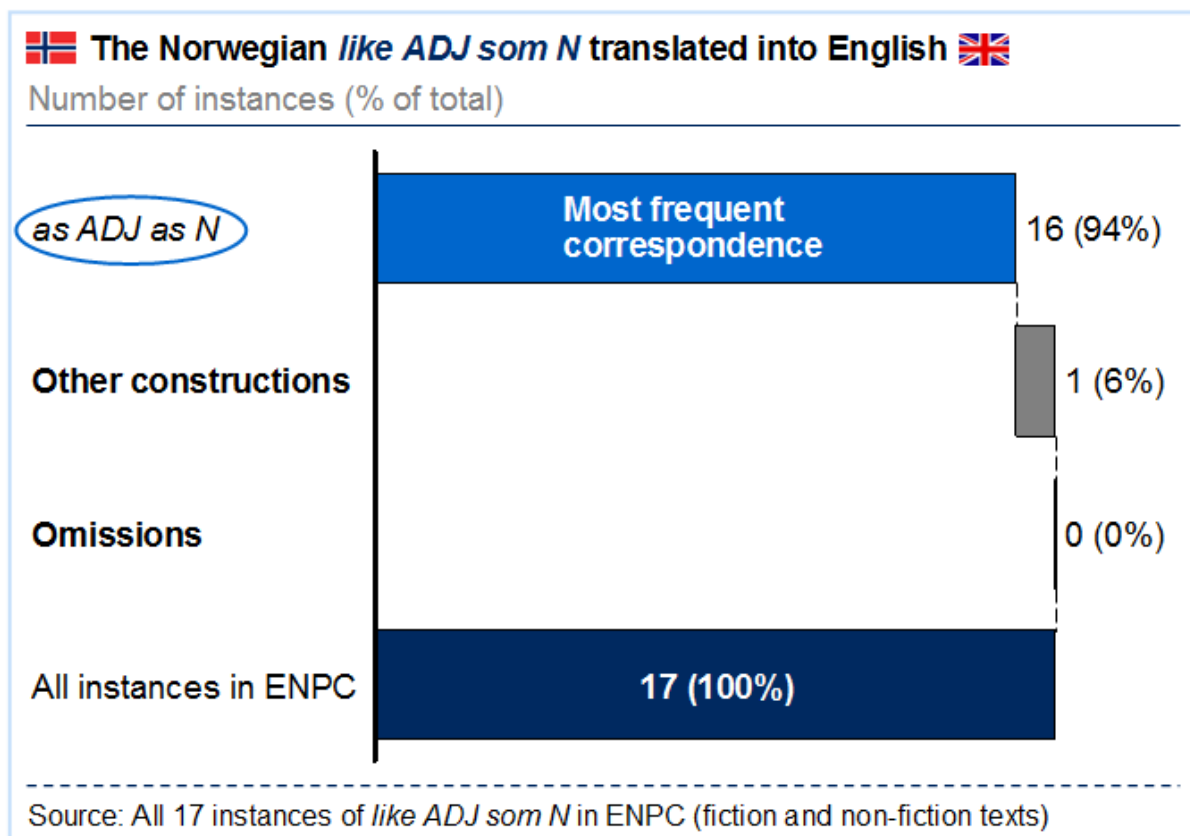 The Norwegian like ADJ som N translated into English
Number of instances (% of total)
as ADJ as N
Most frequent
correspondence
16 (94%)
Other constructions
1 (6%)
Omissions
0 (0%)
All instances in ENPC
17 (100%)
Source: All 17 instances of like ADJ som N in ENPC (fiction and non-fiction texts)